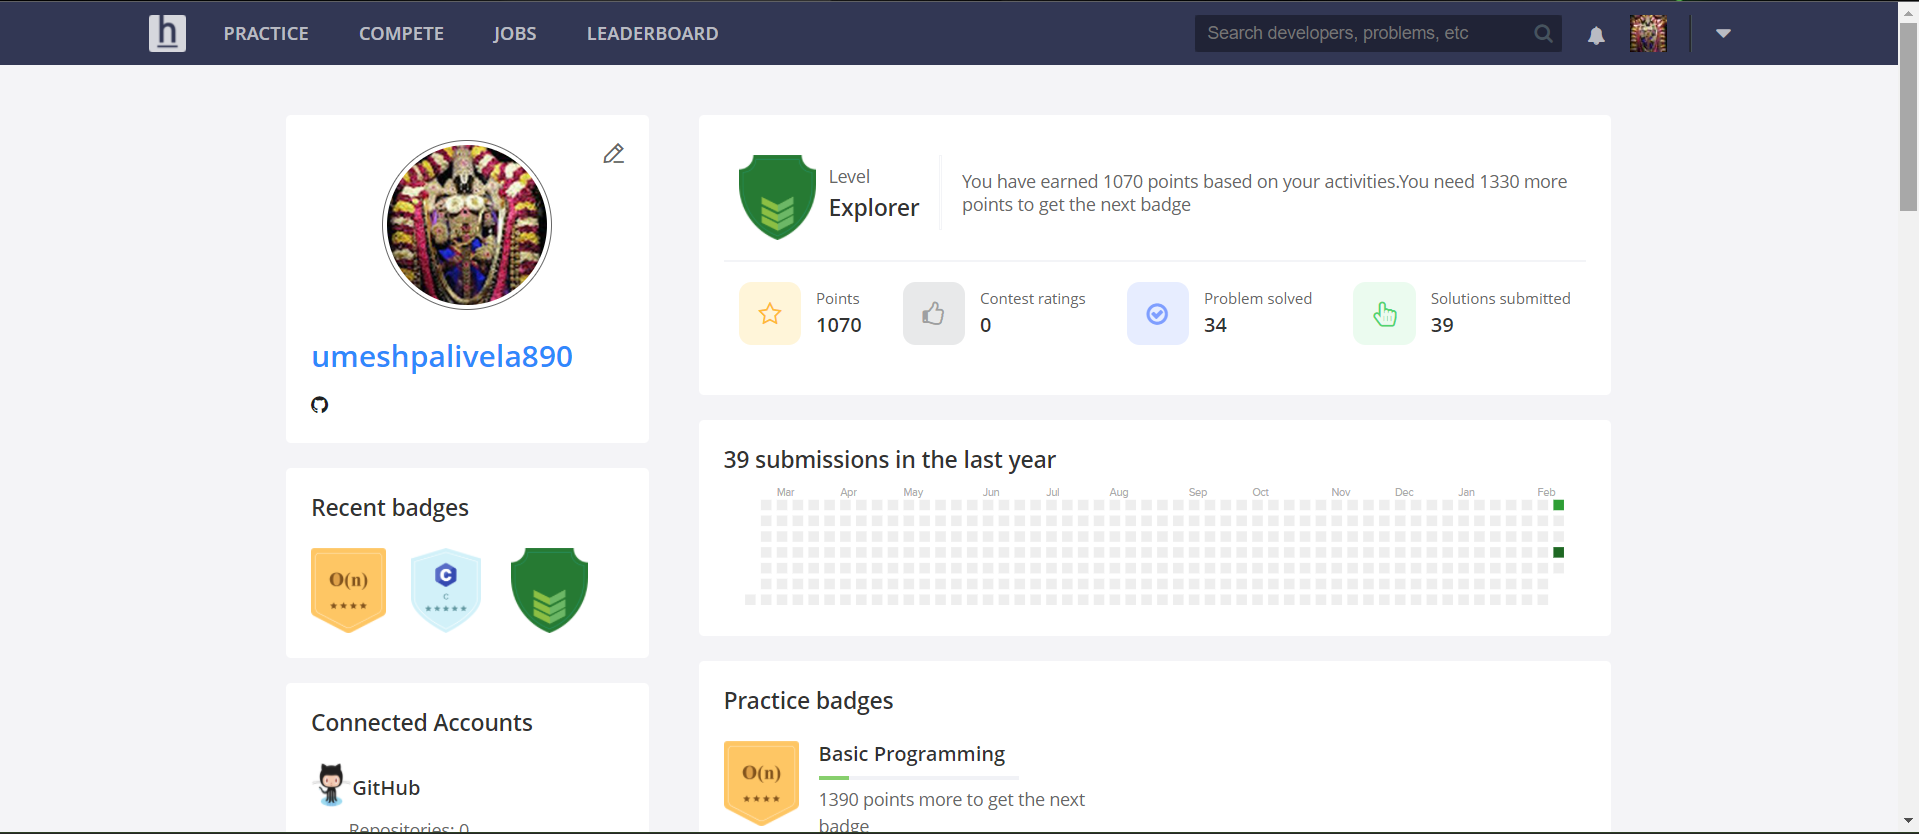 h PRACTICE COMPETE JOBS LEADERBOARD Search developers, problems, etc
umeshpalivela890
Recent badges
O(n)
C
C
Connected Accounts
GitHub
Repositories: 0
Level
Explorer
You have earned 1070 points based on your activities.You need 1330 more
points to get the next badge
Points
1070
Contest ratings
0
Problem solved
34
Solutions submitted
39
39 submissions in the last year
Mar Apr May Jun Jul Aug Sep Oct Nov Dec Jan Feb
Practice badges
O(n)
Basic Programming
1390 points more to get the next
badge